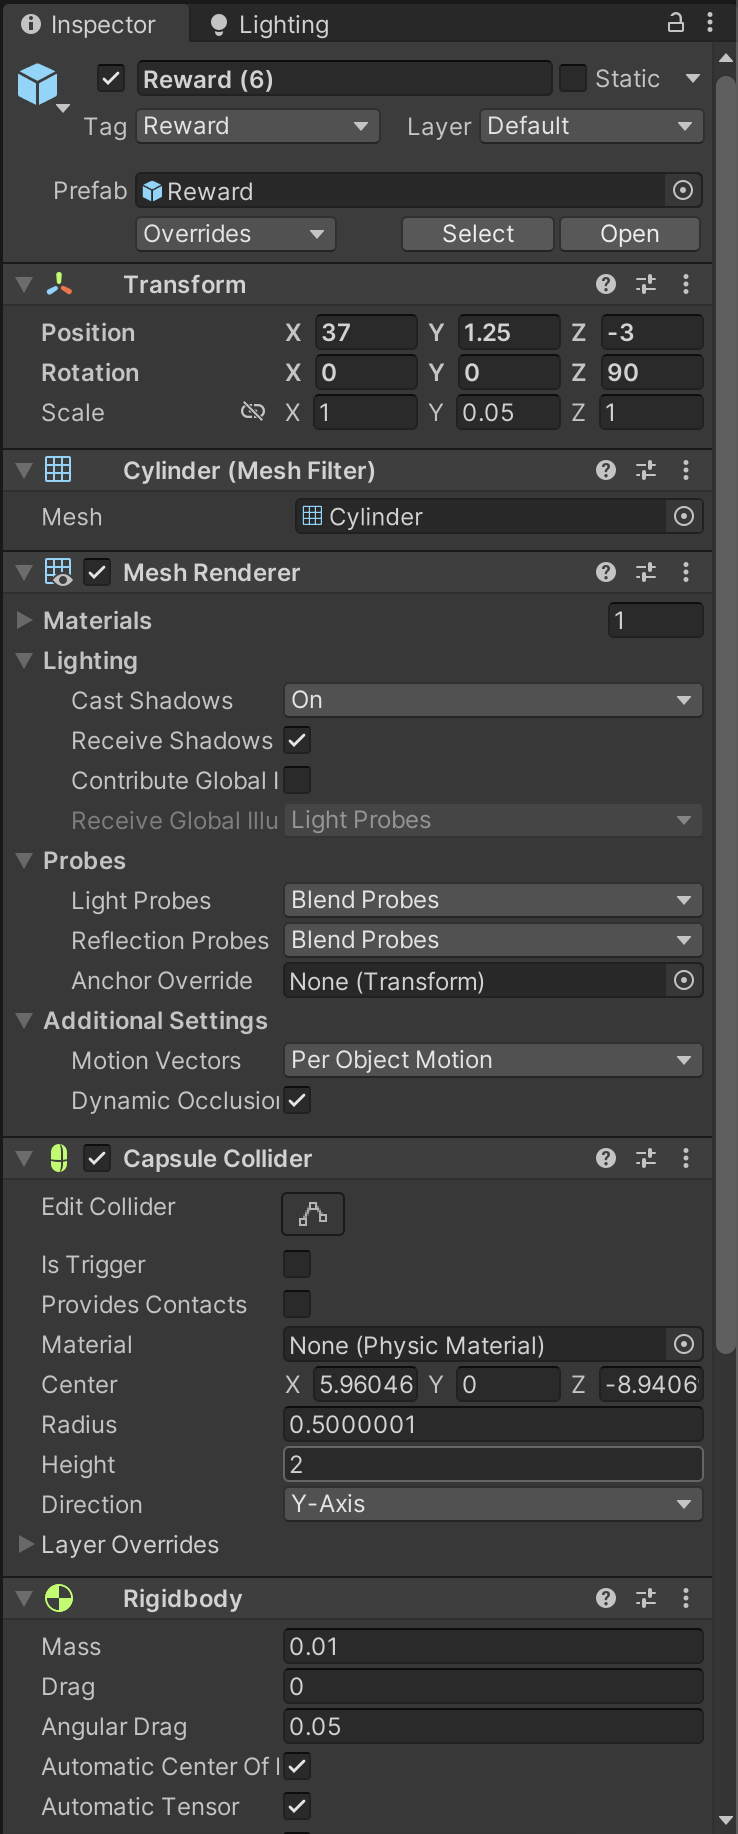 Inspector Lighting
Reward (6) Static
Tag Reward Layer Default
Prefab Reward
Overrides Select Open
Transform
Position X 37 Y 1.25 Z -3
Rotation X 0 Y 0 Z 90
Scale X 1 Y 0.05 Z 1
Cylinder (Mesh Filter)
Mesh Cylinder
Mesh Renderer
Materials 1
Lighting
Cast Shadows On
Receive Shadows
Contribute Global I
Receive Global Illu Light Probes
Probes
Light Probes Blend Probes
Reflection Probes Blend Probes
Anchor Override None (Transform)
Additional Settings
Motion Vectors Per Object Motion
Dynamic Occlusion
Capsule Collider
Edit Collider
Is Trigger
Provides Contacts
Material None (Physic Material)
Center X 5.96046 Y 0 Z -8.9406
Radius 0.5000001
Height 2
Direction Y-Axis
Layer Overrides
Rigidbody
Mass 0.01
Drag 0
Angular Drag 0.05
Automatic Center Of
Automatic Tensor